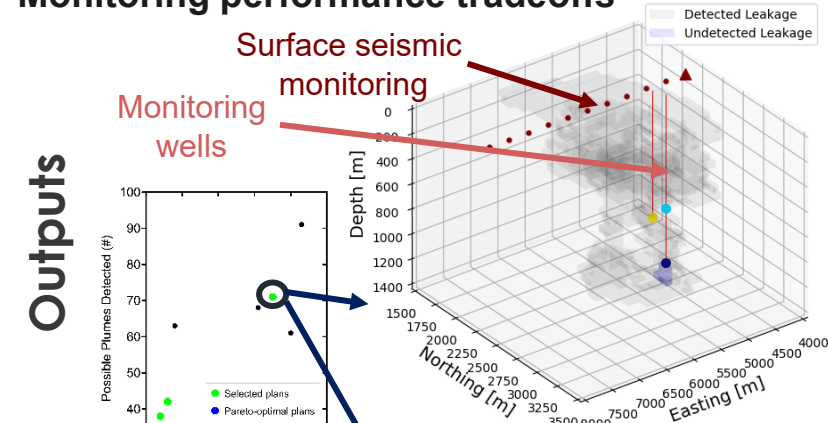 Monitoring performance tradeoffs
Detected Leakage
Undetected Leakage
Surface seismic
monitoring
Monitoring
wells
Outputs
Possible Plumes Detected (#)
100
90
80
70
60
50
40
Selected plans
Pareto-optimal plans
Depth [m]
0
200
400
600
800
1000
1200
1400
1500
1750
2000
2250
2500
2750
3000
3250
3500
Northing [m]
8000
7500
7000
6500
6000
5500
5000
4500
4000
Easting [m]